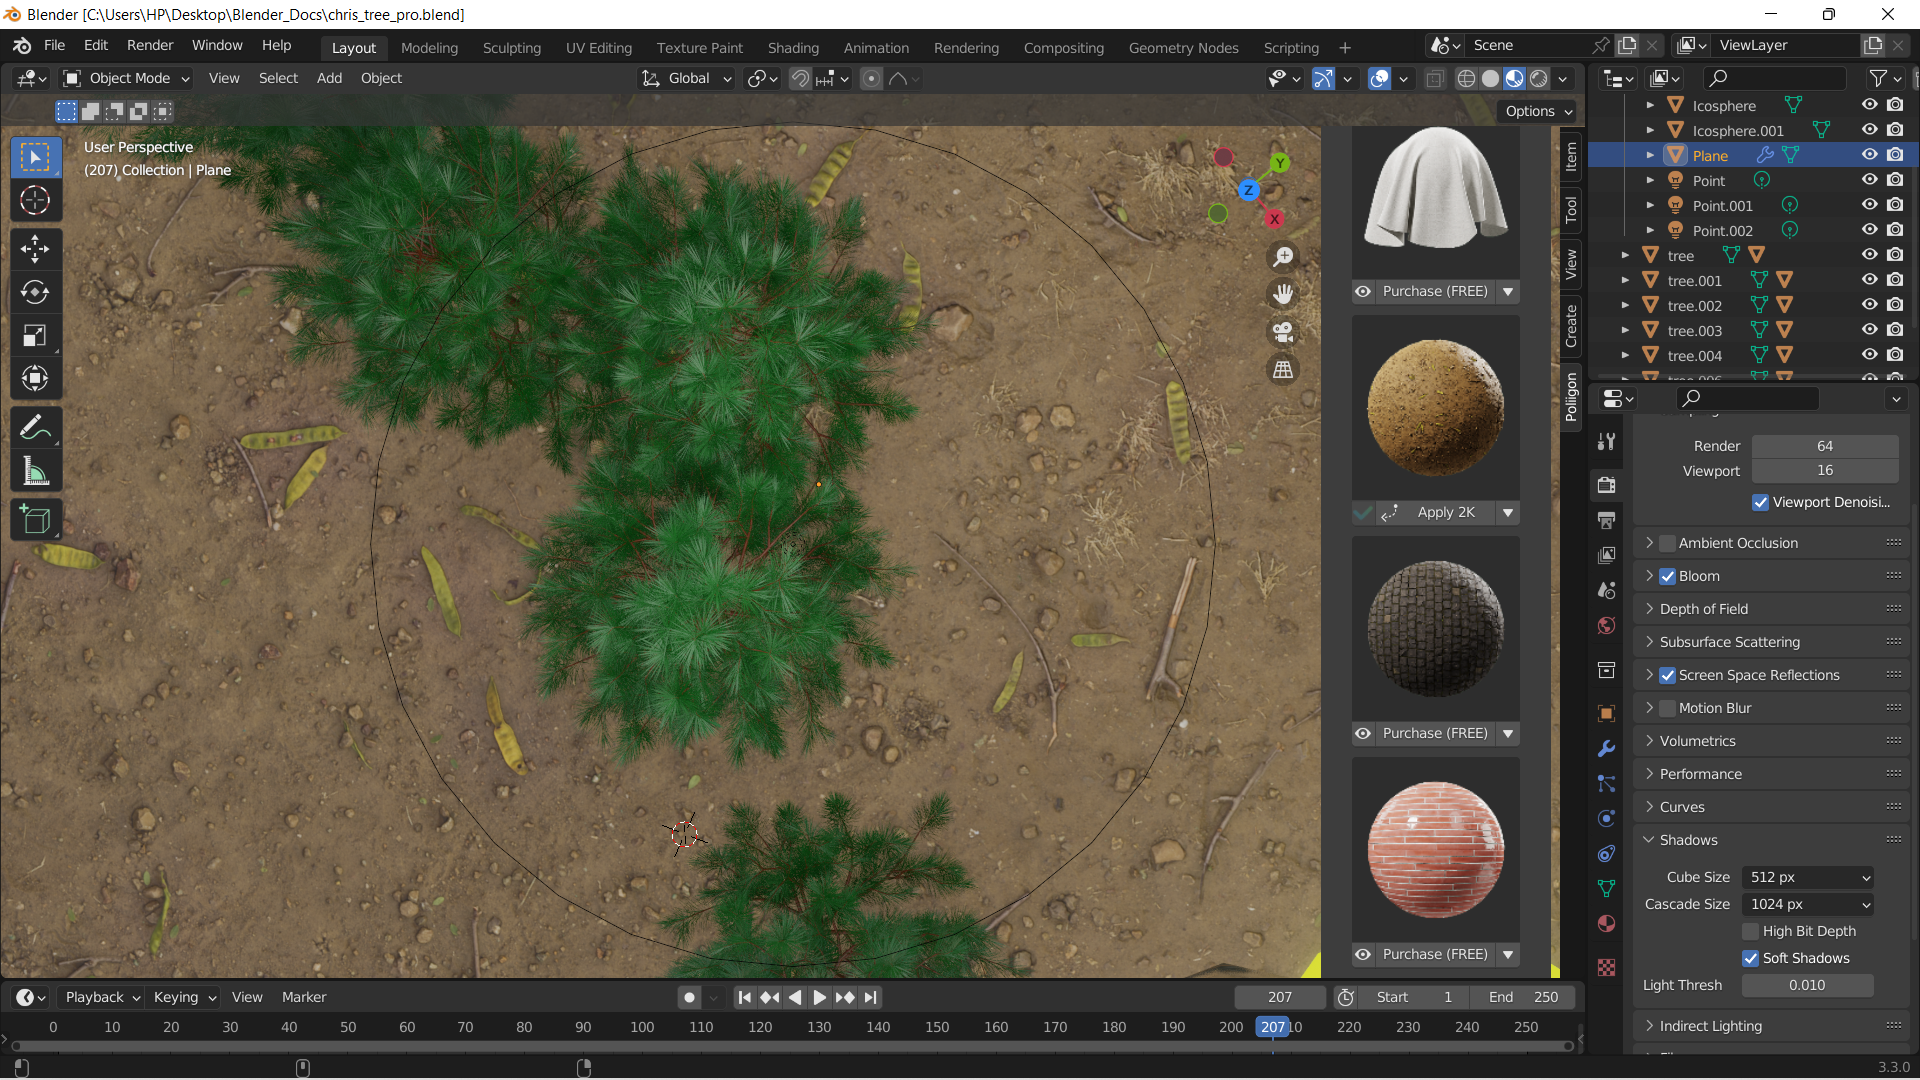 Blender [C:\Users\HP\Desktop\Blender_Docs\chris_tree_pro.blend]
File Edit Render Window Help Layout Modeling Sculpting UV Editing Texture Paint Shading Animation Rendering Compositing Geometry Nodes Scripting + Scene ViewLayer
Object Mode View Select Add Object Global
Options
User Perspective
(207) Collection | Plane
Y
Z
X
Item
Tool
View
Create
Poliigon
Purchase (FREE)
Apply 2K
Purchase (FREE)
Purchase (FREE)
Icosphere
Icosphere.001
Plane
Point
Point.001
Point.002
tree
tree.001
tree.002
tree.003
tree.004
Render 64
Viewport 16
Viewport Denoisi...
Ambient Occlusion
Bloom
Depth of Field
Subsurface Scattering
Screen Space Reflections
Motion Blur
Volumetrics
Performance
Curves
Shadows
Cube Size 512 px
Cascade Size 1024 px
High Bit Depth
Soft Shadows
Light Thresh 0.010
Indirect Lighting
Playback Keying View Marker 207 Start 1 End 250
0 10 20 30 40 50 60 70 80 90 100 110 120 130 140 150 160 170 180 190 200 207 10 220 230 240 250
3.3.0